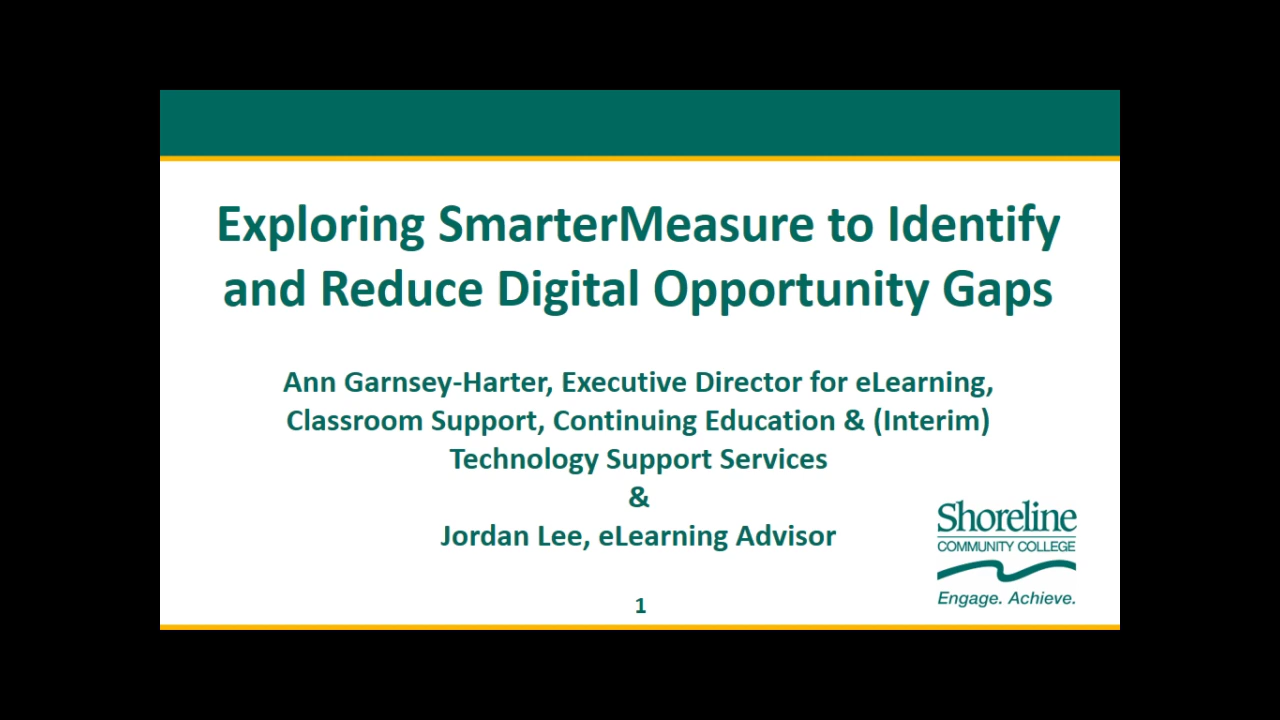 Exploring SmarterMeasure to Identify
and Reduce Digital Opportunity Gaps
Ann Garnsey-Harter, Executive Director for eLearning,
Classroom Support, Continuing Education & (Interim)
Technology Support Services
&
Jordan Lee, eLearning Advisor
Shoreline
COMMUNITY COLLEGE
Engage. Achieve.
1